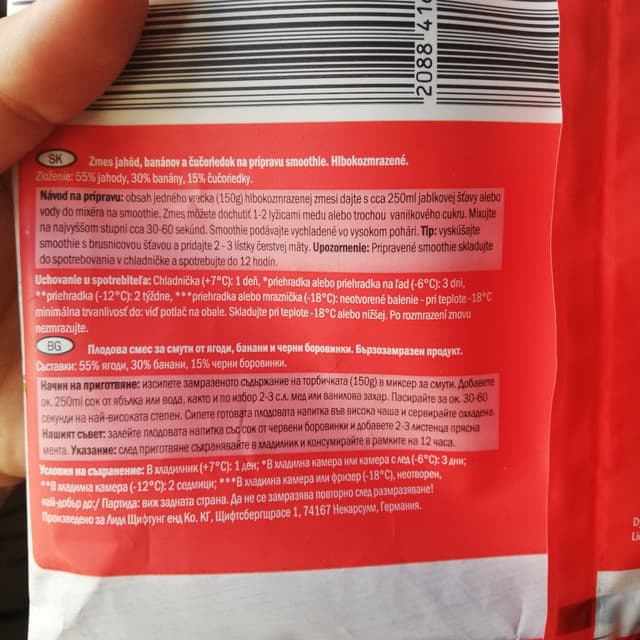 2088 416
SK Zmes jahôd, banánov a čučoriedok na prípravu smoothie. Hlbokozmrazené.
Zloženie: 55% jahody, 30% banány, 15% čučoriedky.
Návod na prípravu: obsah jedného vrecka (150g) hlbokozmrazenej zmesi dajte s cca 250ml jablkovej šťavy alebo
vody do mixéra na smoothie. Zmes môžete dochutiť 1-2 lyžicami medu alebo trochou vanilkového cukru. Mixujte
na najvyššom stupni cca 30-60 sekúnd. Smoothie podávajte vychladené vo vysokom pohári. Tip: vyskúšajte
smoothie s brusnicovou šťavou a pridajte 2 - 3 lístky čerstvej mäty. Upozornenie: Pripravené smoothie skladujte
do spotrebovania v chladničke a spotrebujte do 12 hodín.
Uchovanie u spotrebiteľa: Chladnička (+7°C): 1 deň, *priehradka alebo priehradka na ľad (-6°C): 3 dni,
**priehradka (-12°C): 2 týždne, ***priehradka alebo mraznička (-18°C): neotvorené balenie - pri teplote -18°C
minimálna trvanlivosť do: viď potlač na obale. Skladujte pri teplote -18°C alebo nižšej. Po rozmrazení znovu
nezmrazujte.
BG Плодова смес за смути от ягоди, банани и черни боровинки. Бързозамразен продукт.
Съставки: 55% ягоди, 30% банани, 15% черни боровинки.
Начин на приготвяне: изсипете замразеното съдържание на торбичката (150g) в миксер за смути. Добавете
ок. 250ml сок от ябълка или вода, както и по избор 2-3 с.л. мед или ванилова захар. Пасирайте за ок. 30-60
секунди на най-високата степен. Сипете готовата плодова напитка във висока чаша и сервирайте охладена.
Нашият съвет: залейте плодовата напитка със сок от червени боровинки и добавете 2-3 листенца прясна
мента. Указание: след приготвяне съхранявайте в хладилник и консумирайте в рамките на 12 часа.
Условия на съхранение: В хладилник (+7°C): 1 ден; *В хладилна камера или камера с лед (-6°C): 3 дни;
**В хладилна камера (-12°C): 2 седмици; ***В хладилна камера или фризер (-18°C), неотворен,
най-добър до:/ Партида: виж задната страна. Да не се замразява повторно след размразяване!
Произведено за Лидл Щифтунг енд Ко. КГ, Щифтсбергщрасе 1, 74167 Некарсулм, Германия.